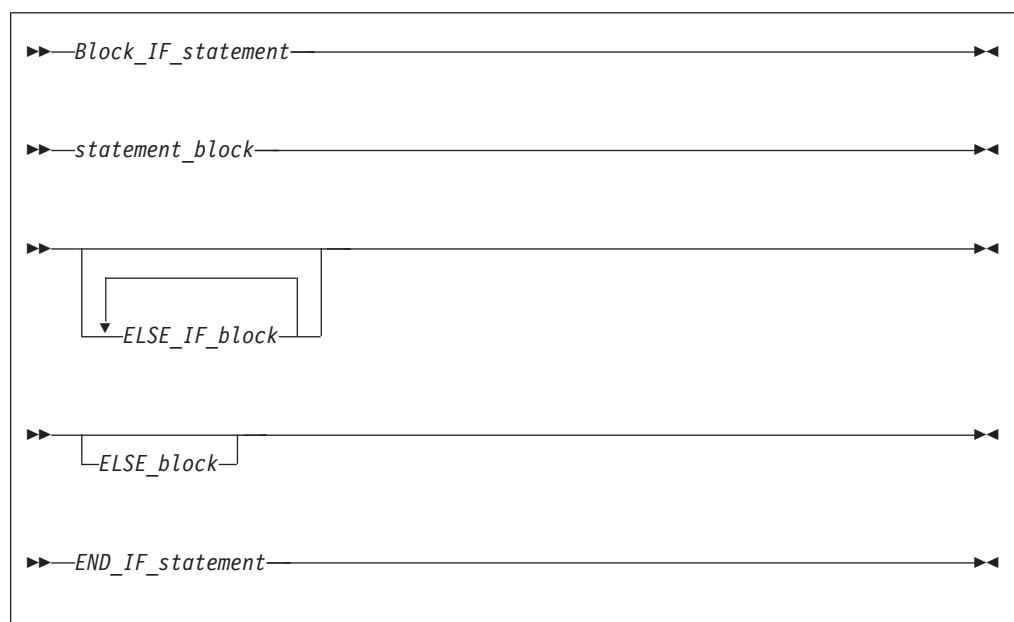 Block_IF_statement
statement_block
ELSE_IF_block
ELSE_block
END_IF_statement